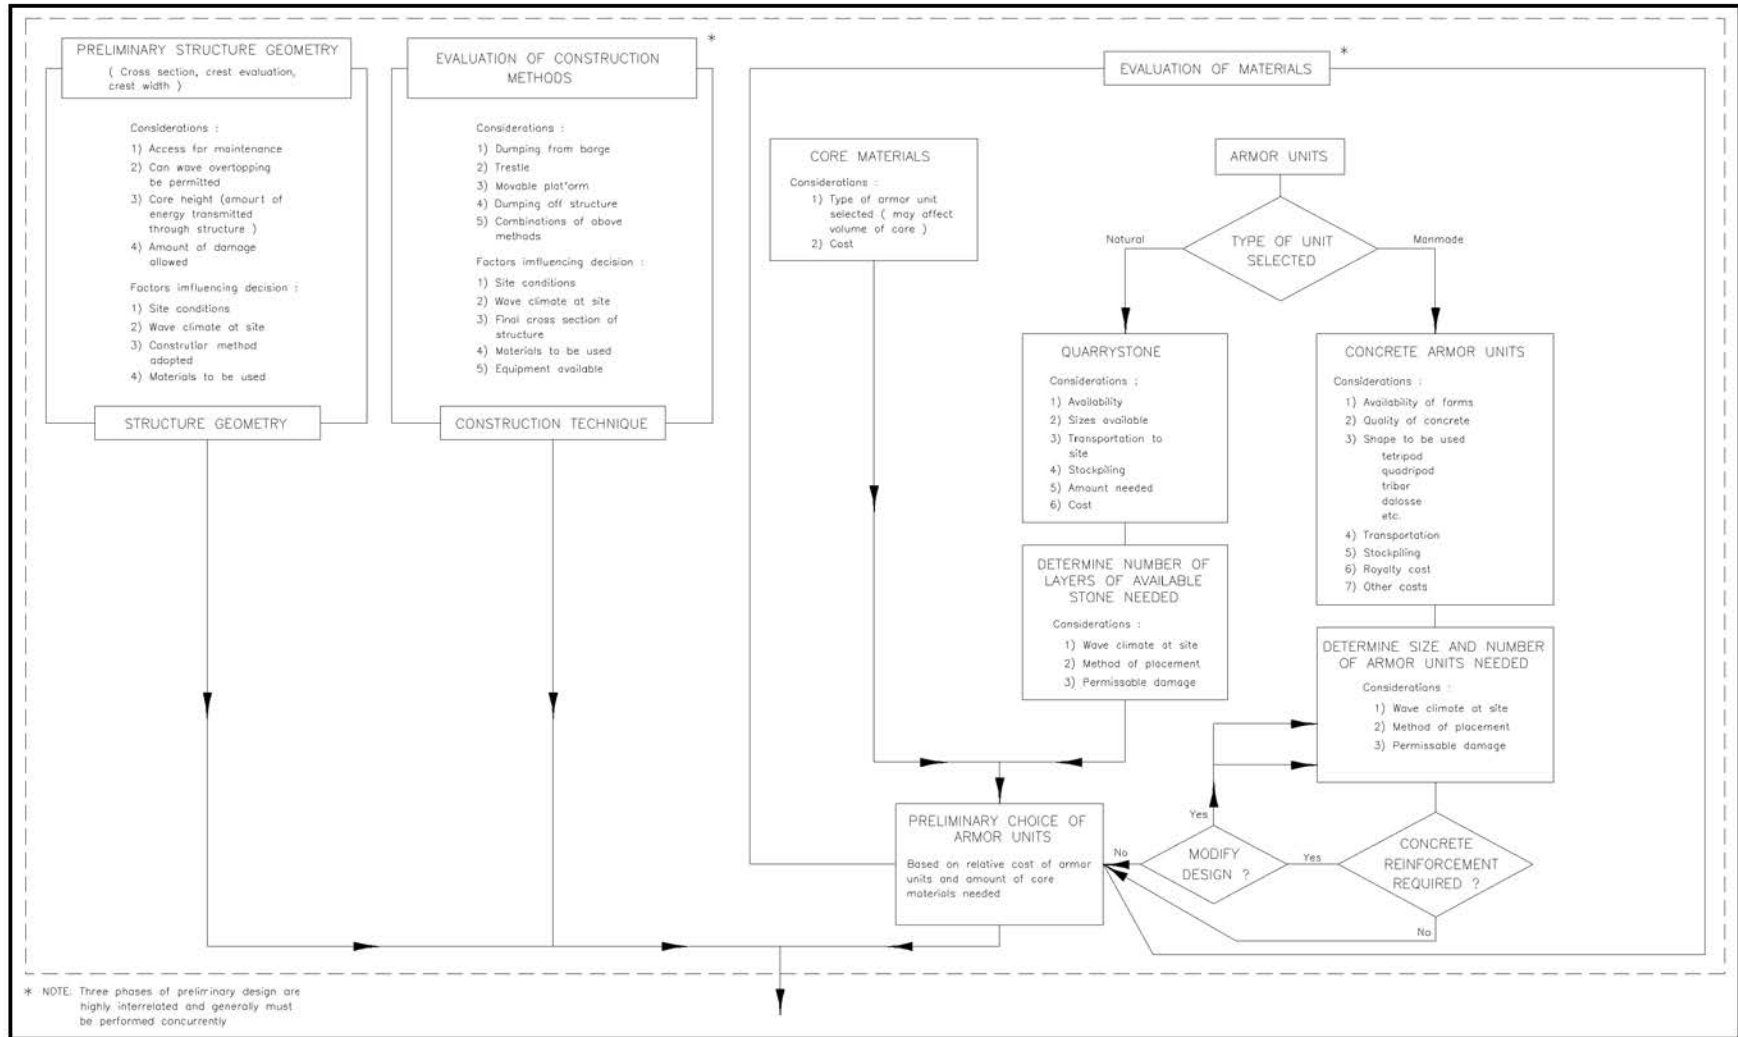 PRELIMINARY STRUCTURE GEOMETRY
( Cross section, crest evaluation,
crest width )
Considerations :
1) Access for maintenance
2) Can wave overtopping
be permitted
3) Core height (amount of
energy transmitted
through structure )
4) Amount of damage
allowed
Factors imfluencing decision :
1) Site conditions
2) Wave climate at site
3) Construtior method
adopted
4) Materials to be used
STRUCTURE GEOMETRY
*
EVALUATION OF CONSTRUCTION
METHODS
Considerations :
1) Dumping from barge
2) Trestle
3) Movable plat'orm
4) Dumping off structure
5) Combinations of above
methods
Factors imfluencing decision :
1) Site conditions
2) Wave climate at site
3) Final cross section of
structure
4) Materials to be used
5) Equipment available
CONSTRUCTION TECHNIQUE
*
EVALUATION OF MATERIALS
CORE MATERIALS
Considerations :
1) Type of armor unit
selected ( may affect
volume of core )
2) Cost
ARMOR UNITS
TYPE OF UNIT
SELECTED
Natural
Manmade
QUARRYSTONE
Considerations :
1) Availability
2) Sizes available
3) Transportation to
site
4) Stockpiling
5) Amount needed
6) Cost
DETERMINE NUMBER OF
LAYERS OF AVAILABLE
STONE NEEDED
Considerations :
1) Wave climate at site
2) Method of placement
3) Permissable damage
CONCRETE ARMOR UNITS
Considerations :
1) Availability of forms
2) Quality of concrete
3) Shape to be used
tetripod
quadripod
tribar
dolosse
etc.
4) Transportation
5) Stockpiling
6) Royalty cost
7) Other costs
DETERMINE SIZE AND NUMBER
OF ARMOR UNITS NEEDED
Considerations :
1) Wave climate at site
2) Method of placement
3) Permissable damage
PRELIMINARY CHOICE OF
ARMOR UNITS
Based on relative cost of armor
units and amount of core
materials needed
Yes
No
MODIFY
DESIGN ?
Yes
CONCRETE
REINFORCEMENT
REQUIRED ?
No
* NOTE: Three phases of preliminary design are
highly interrelated and generally must
be performed concurrently